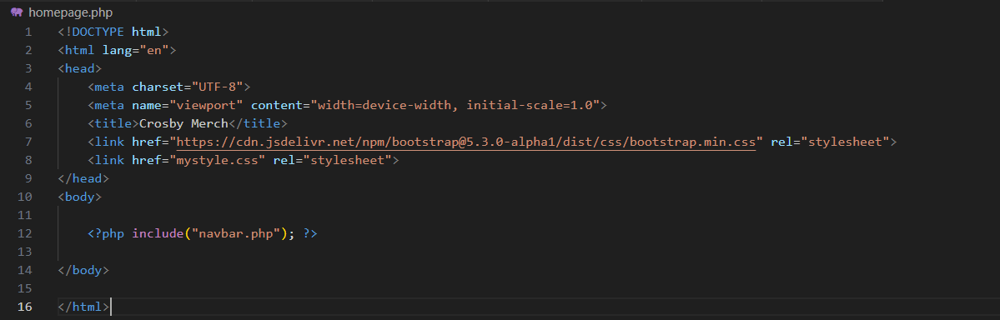 homepage.php
1 <!DOCTYPE html>
2 <html lang="en">
3 <head>
4     <meta charset="UTF-8">
5     <meta name="viewport" content="width=device-width, initial-scale=1.0">
6     <title>Crosby Merch</title>
7     <link href="https://cdn.jsdelivr.net/npm/bootstrap@5.3.0-alpha1/dist/css/bootstrap.min.css" rel="stylesheet">
8     <link href="mystyle.css" rel="stylesheet">
9 </head>
10 <body>
11
12     <?php include("navbar.php"); ?>
13
14 </body>
15
16 </html>